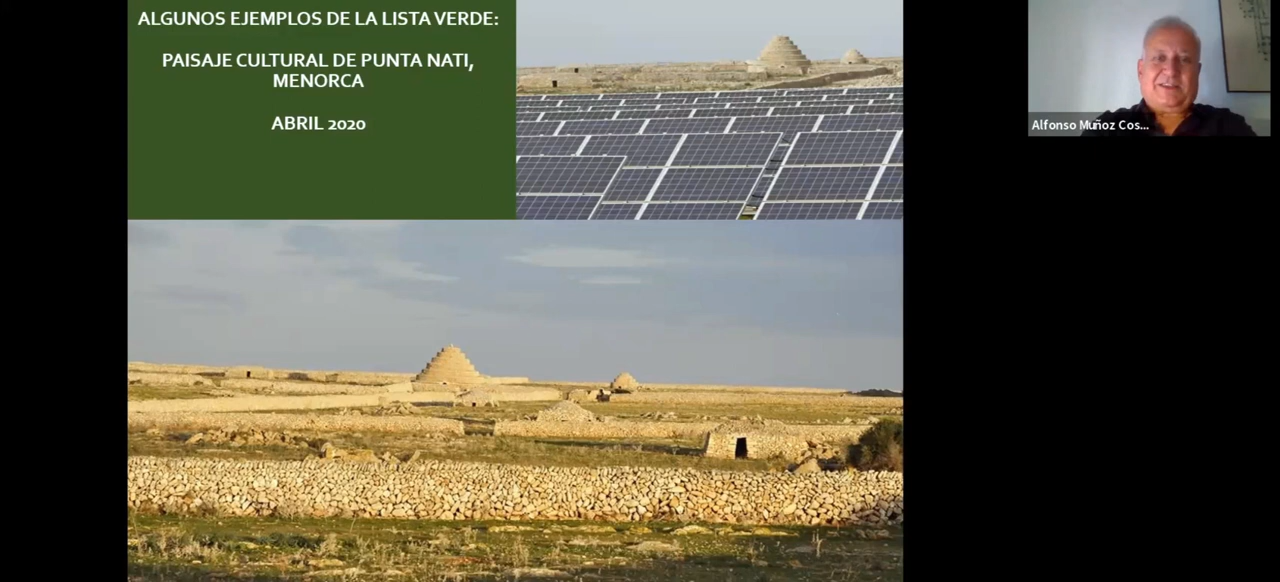 ALGUNOS EJEMPLOS DE LA LISTA VERDE:
PAISAJE CULTURAL DE PUNTA NATI,
MENORCA
ABRIL 2020
Alfonso Muñoz Cos...